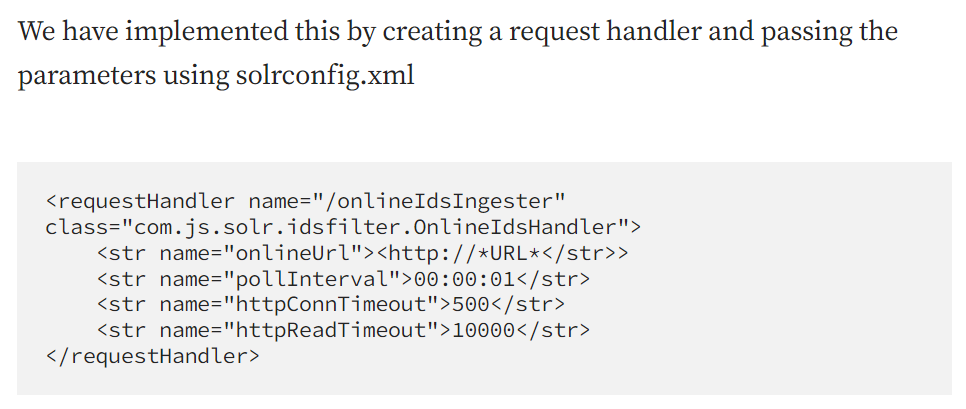 We have implemented this by creating a request handler and passing the
parameters using solrconfig.xml
<requestHandler name="/onlineIdsIngester"
class="com.js.solr.idsfilter.OnlineIdsHandler">
    <str name="onlineUrl"><http://*URL*</str>>
    <str name="pollInterval">00:00:01</str>
    <str name="httpConnTimeout">500</str>
    <str name="httpReadTimeout">10000</str>
</requestHandler>